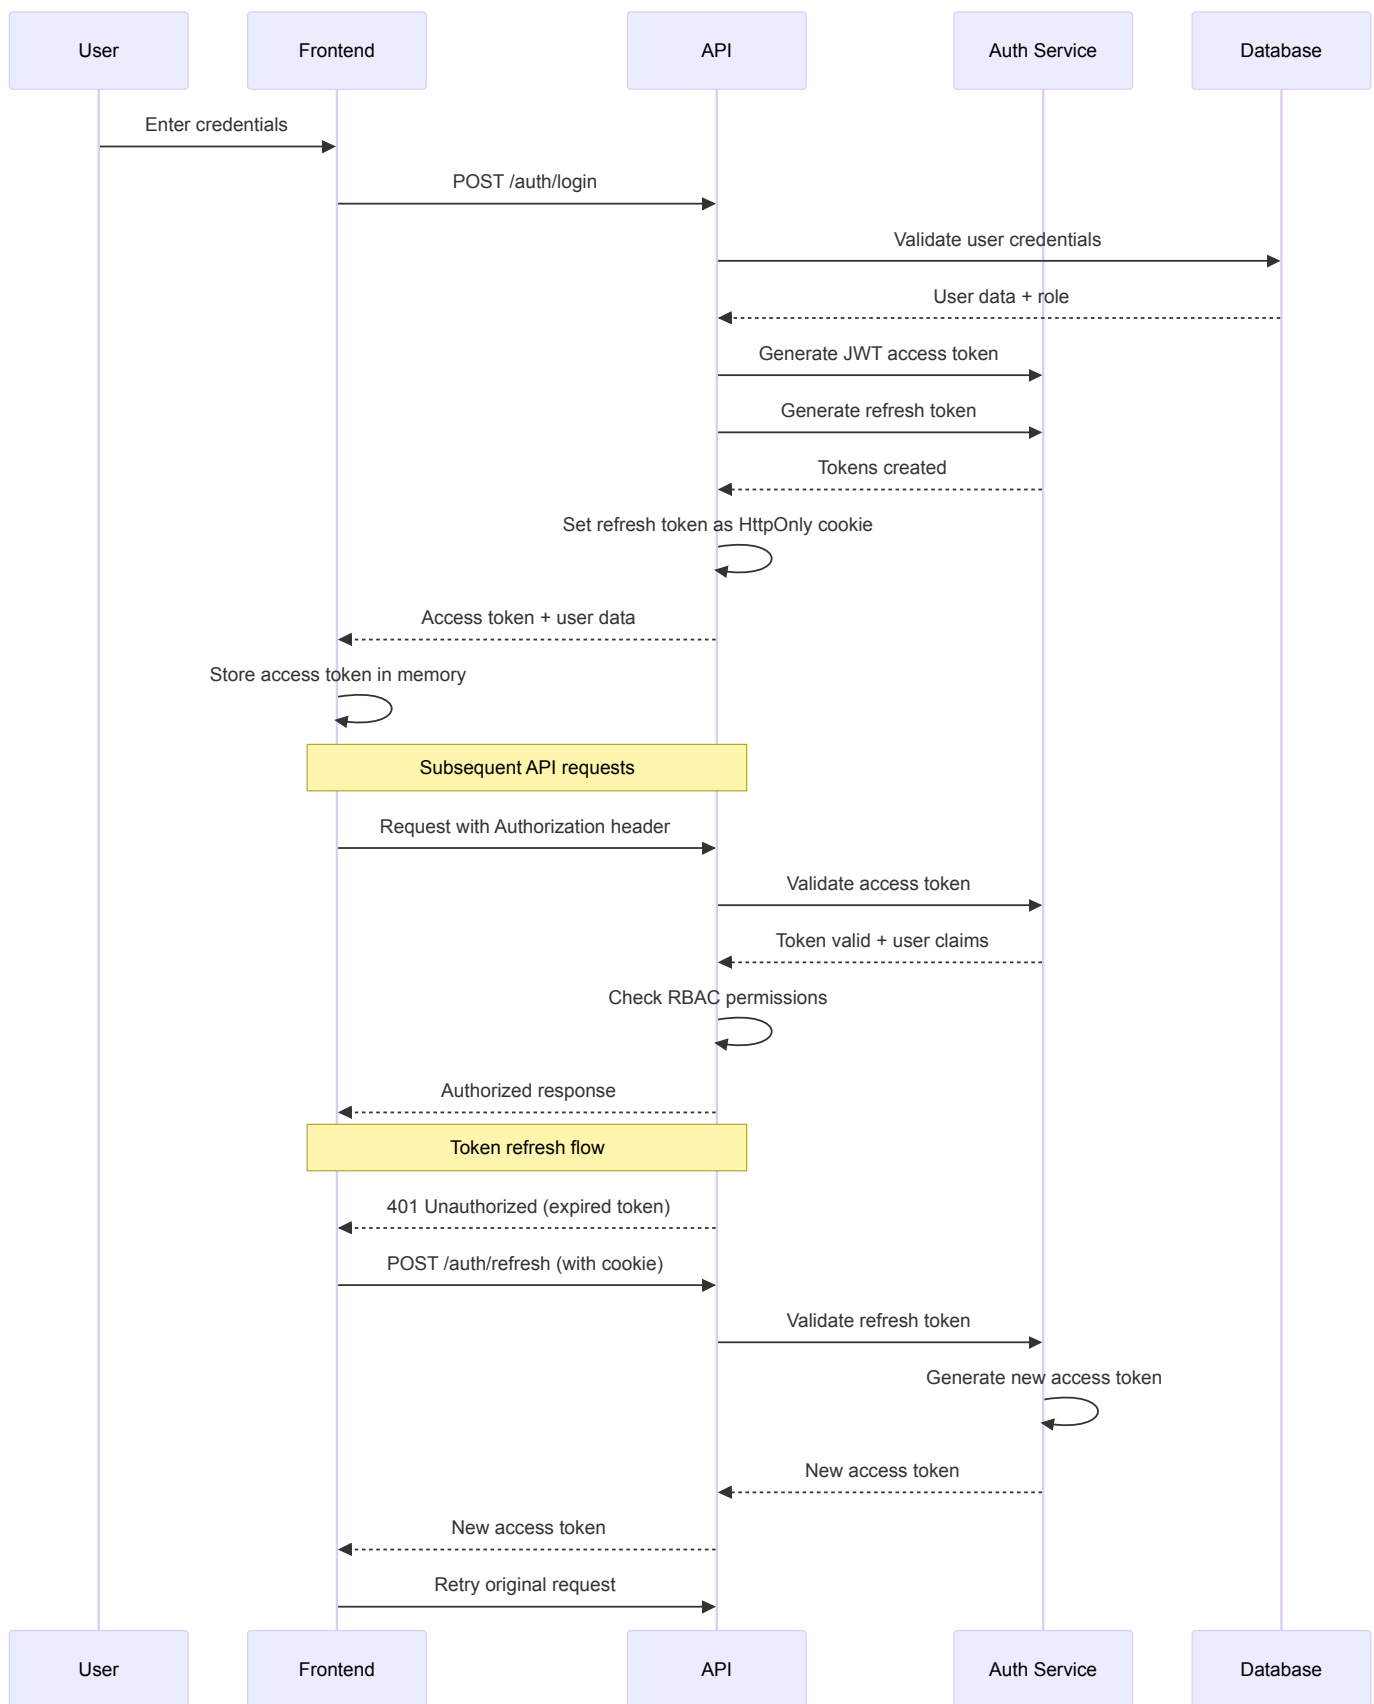 User
Frontend
API
Auth Service
Database
Enter credentials
POST /auth/login
Validate user credentials
User data + role
Generate JWT access token
Generate refresh token
Tokens created
Set refresh token as HttpOnly cookie
Access token + user data
Store access token in memory
Subsequent API requests
Request with Authorization header
Validate access token
Token valid + user claims
Check RBAC permissions
Authorized response
Token refresh flow
401 Unauthorized (expired token)
POST /auth/refresh (with cookie)
Validate refresh token
Generate new access token
New access token
New access token
Retry original request
User
Frontend
API
Auth Service
Database